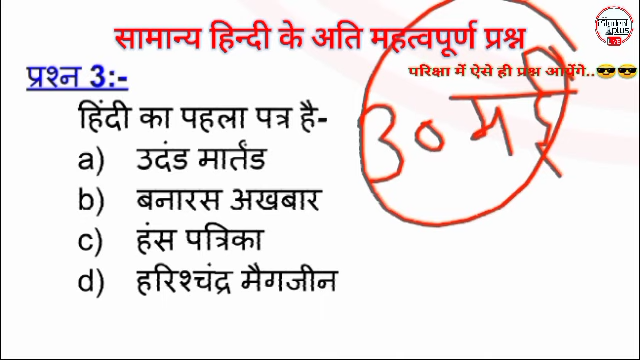 सामान्य हिन्दी के अति महत्वपूर्ण प्रश्न
परिक्षा में ऐसे ही प्रश्न आयेंगे..😎😎
प्रश्न 3:-
हिंदी का पहला पत्र है-
30 मई
a) उदंड मार्तंड
b) बनारस अखबार
c) हंस पत्रिका
d) हरिश्चंद्र मैगजीन